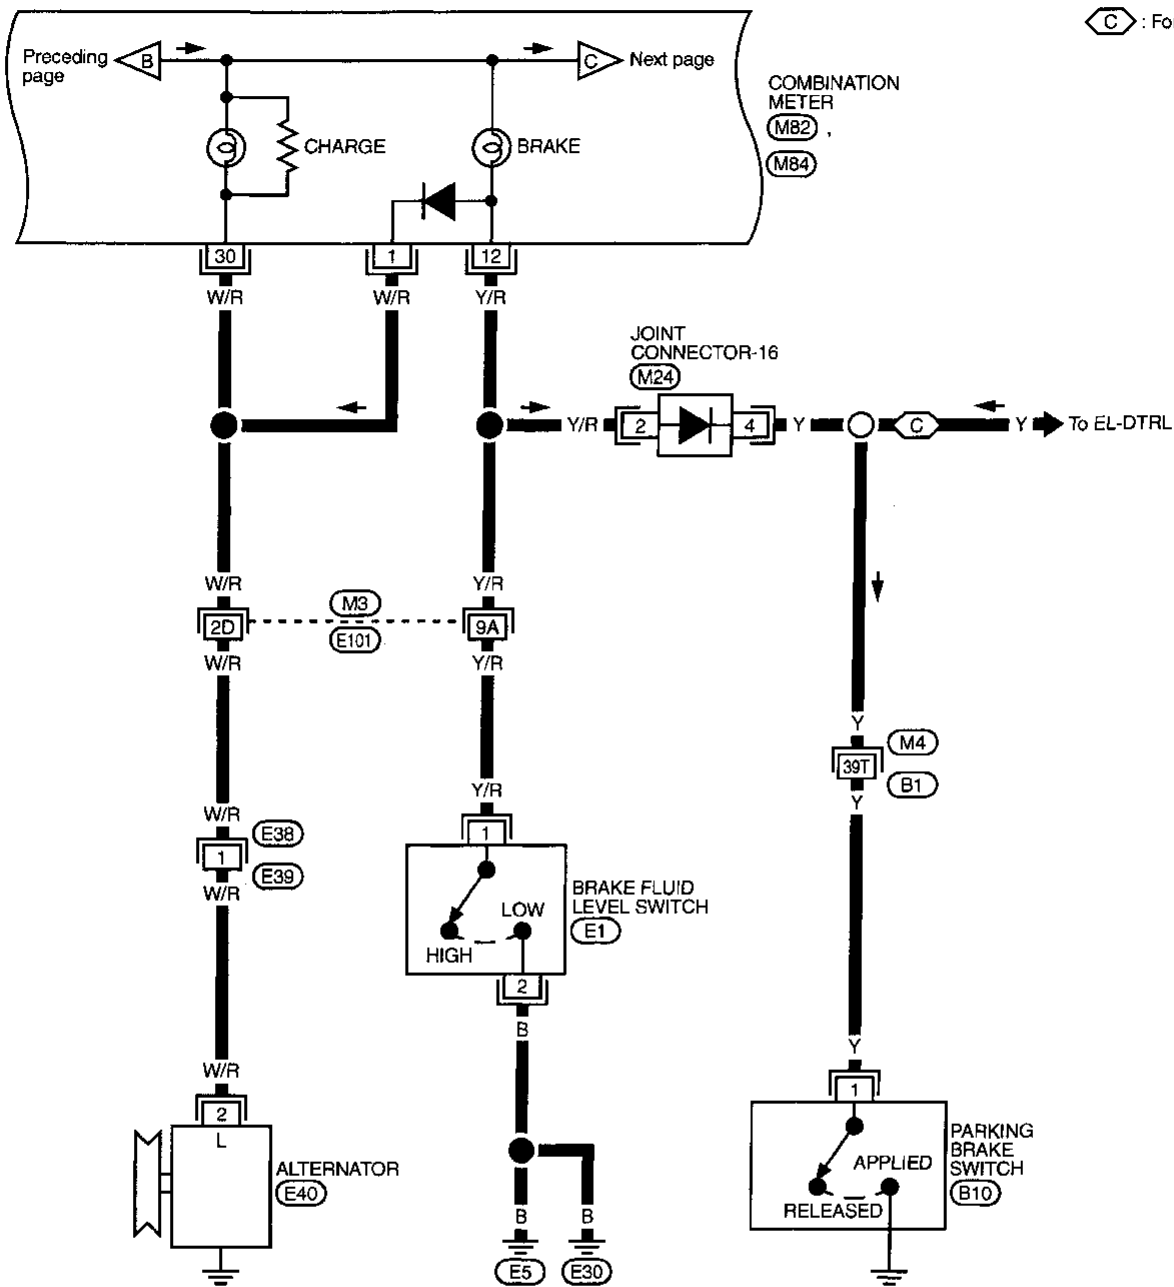 C : Fo
Preceding page
B
C
Next page
COMBINATION
METER
M82 ,
M84
CHARGE
BRAKE
30
1
12
W/R
W/R
Y/R
JOINT
CONNECTOR-16
M24
Y/R
2
4
Y
C
Y
To EL-DTRL
W/R
Y/R
2D
M3
E101
9A
W/R
Y/R
Y
39T
M4
B1
Y
W/R
Y/R
1
E38
E39
W/R
1
BRAKE FLUID
LEVEL SWITCH
E1
LOW
HIGH
2
B
W/R
2
L
ALTERNATOR
E40
B
B
E5
E30
Y
1
PARKING
BRAKE
SWITCH
B10
APPLIED
RELEASED